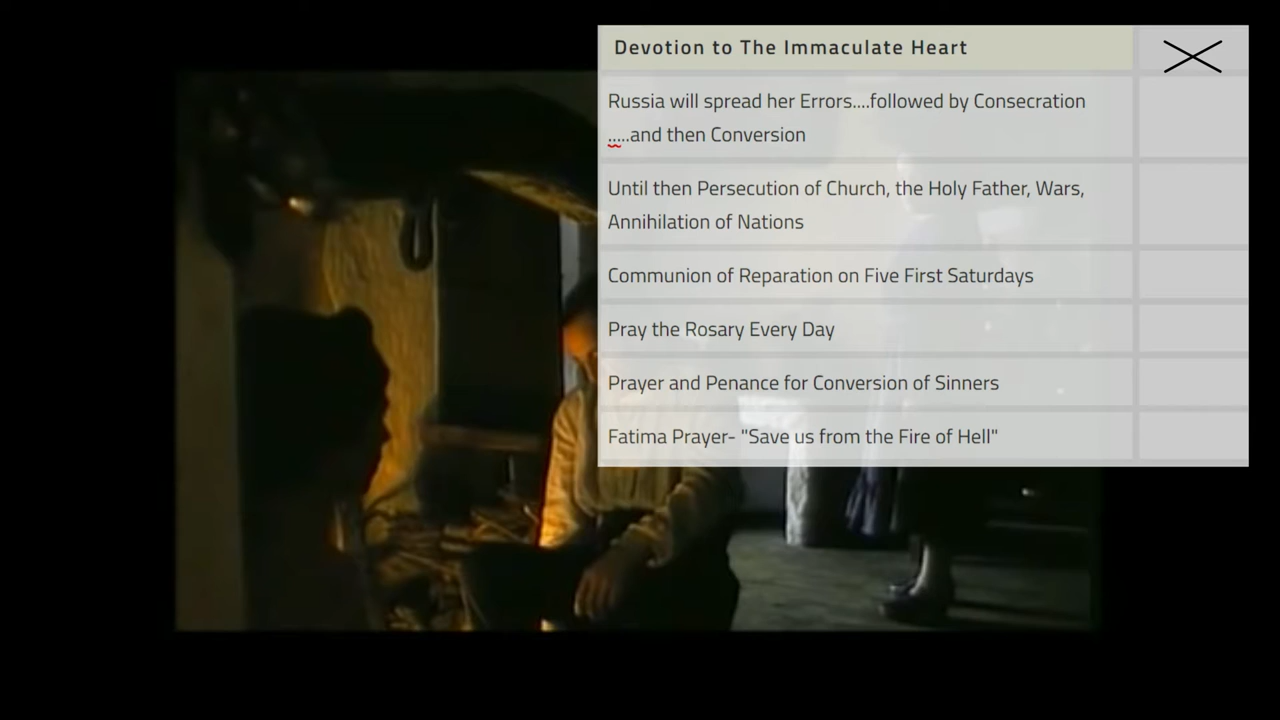 Devotion to The Immaculate Heart
Russia will spread her Errors....followed by Consecration
.....and then Conversion
Until then Persecution of Church, the Holy Father, Wars,
Annihilation of Nations
Communion of Reparation on Five First Saturdays
Pray the Rosary Every Day
Prayer and Penance for Conversion of Sinners
Fatima Prayer- "Save us from the Fire of Hell"